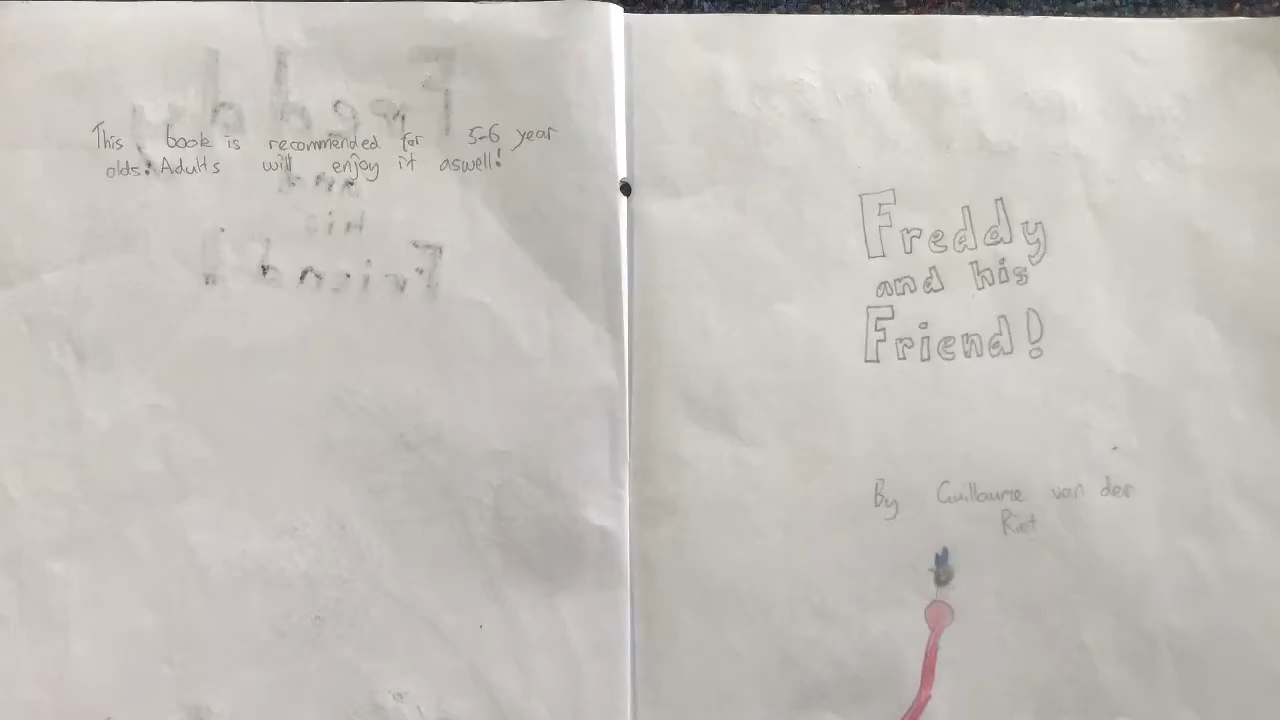 This book is recommended for 5-6 year
olds. Adults will enjoy it aswell!
Freddy
and his
Friend!
By Guillaume van der
Riet